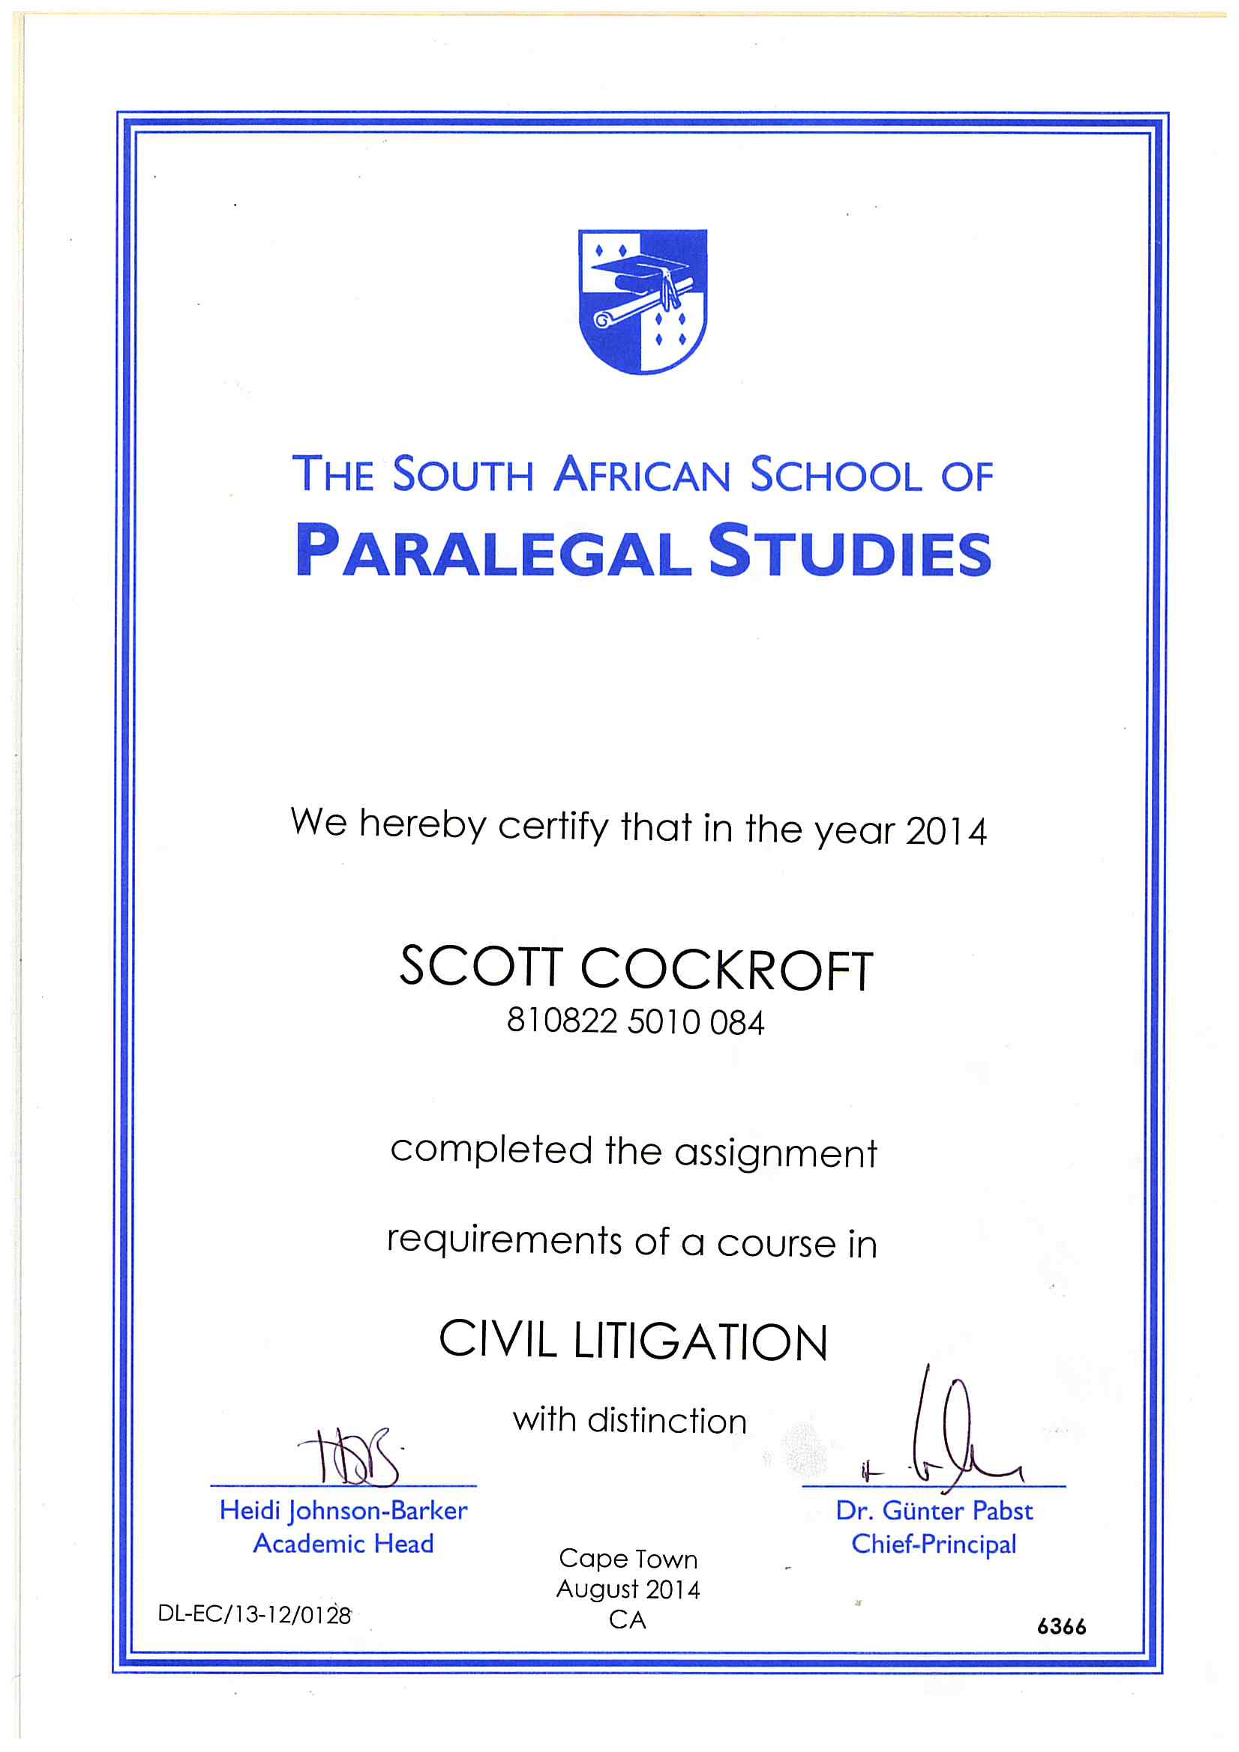 THE SOUTH AFRICAN SCHOOL OF
PARALEGAL STUDIES
We hereby certify that in the year 2014
SCOTT COCKROFT
810822 5010 084
completed the assignment
requirements of a course in
CIVIL LITIGATION
with distinction
Heidi Johnson-Barker
Academic Head
Dr. Günter Pabst
Chief-Principal
Cape Town
August 2014
CA
DL-EC/13-12/0128
6366